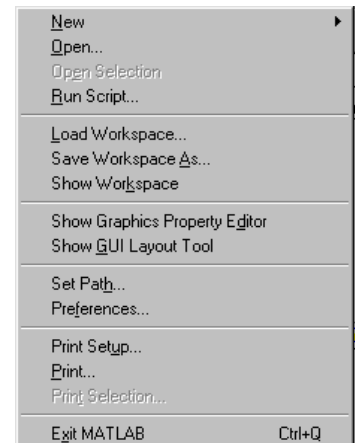 New
Open...
Open Selection
Run Script...
Load Workspace...
Save Workspace As...
Show Workspace
Show Graphics Property Editor
Show GUI Layout Tool
Set Path...
Preferences...
Print Setup...
Print...
Print Selection...
Exit MATLAB Ctrl+Q